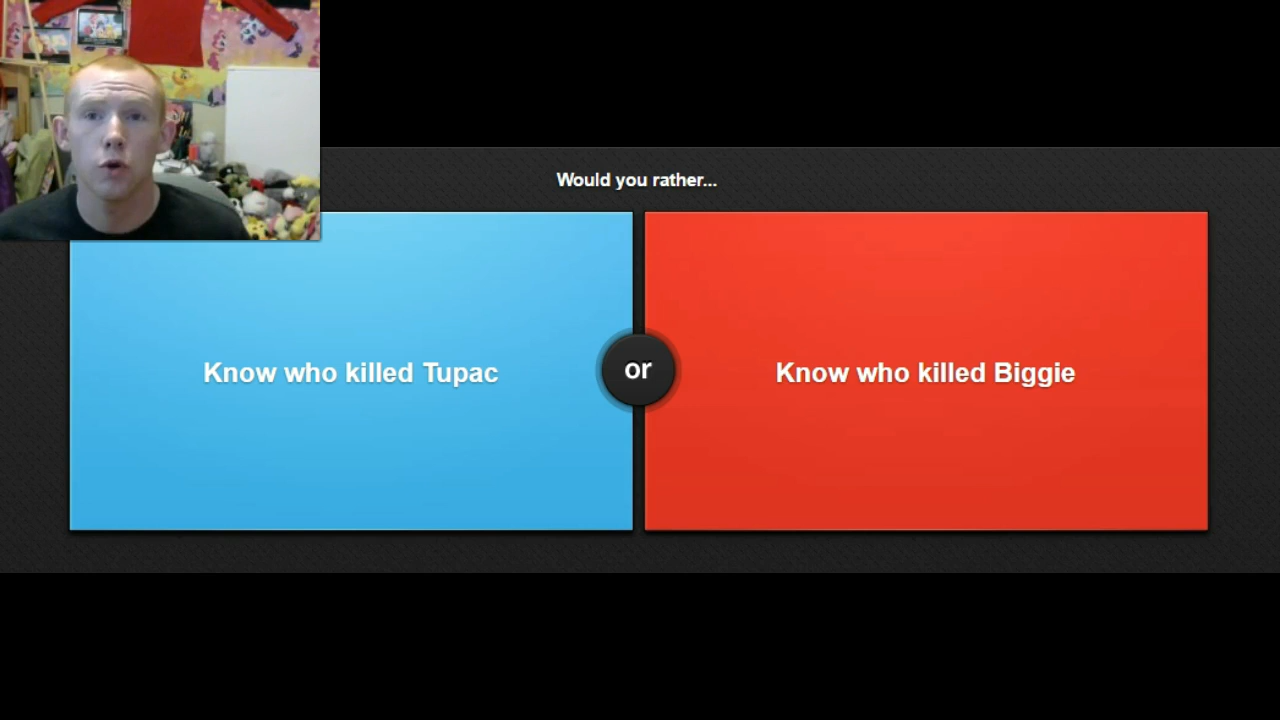 Would you rather...
Know who killed Tupac
or
Know who killed Biggie